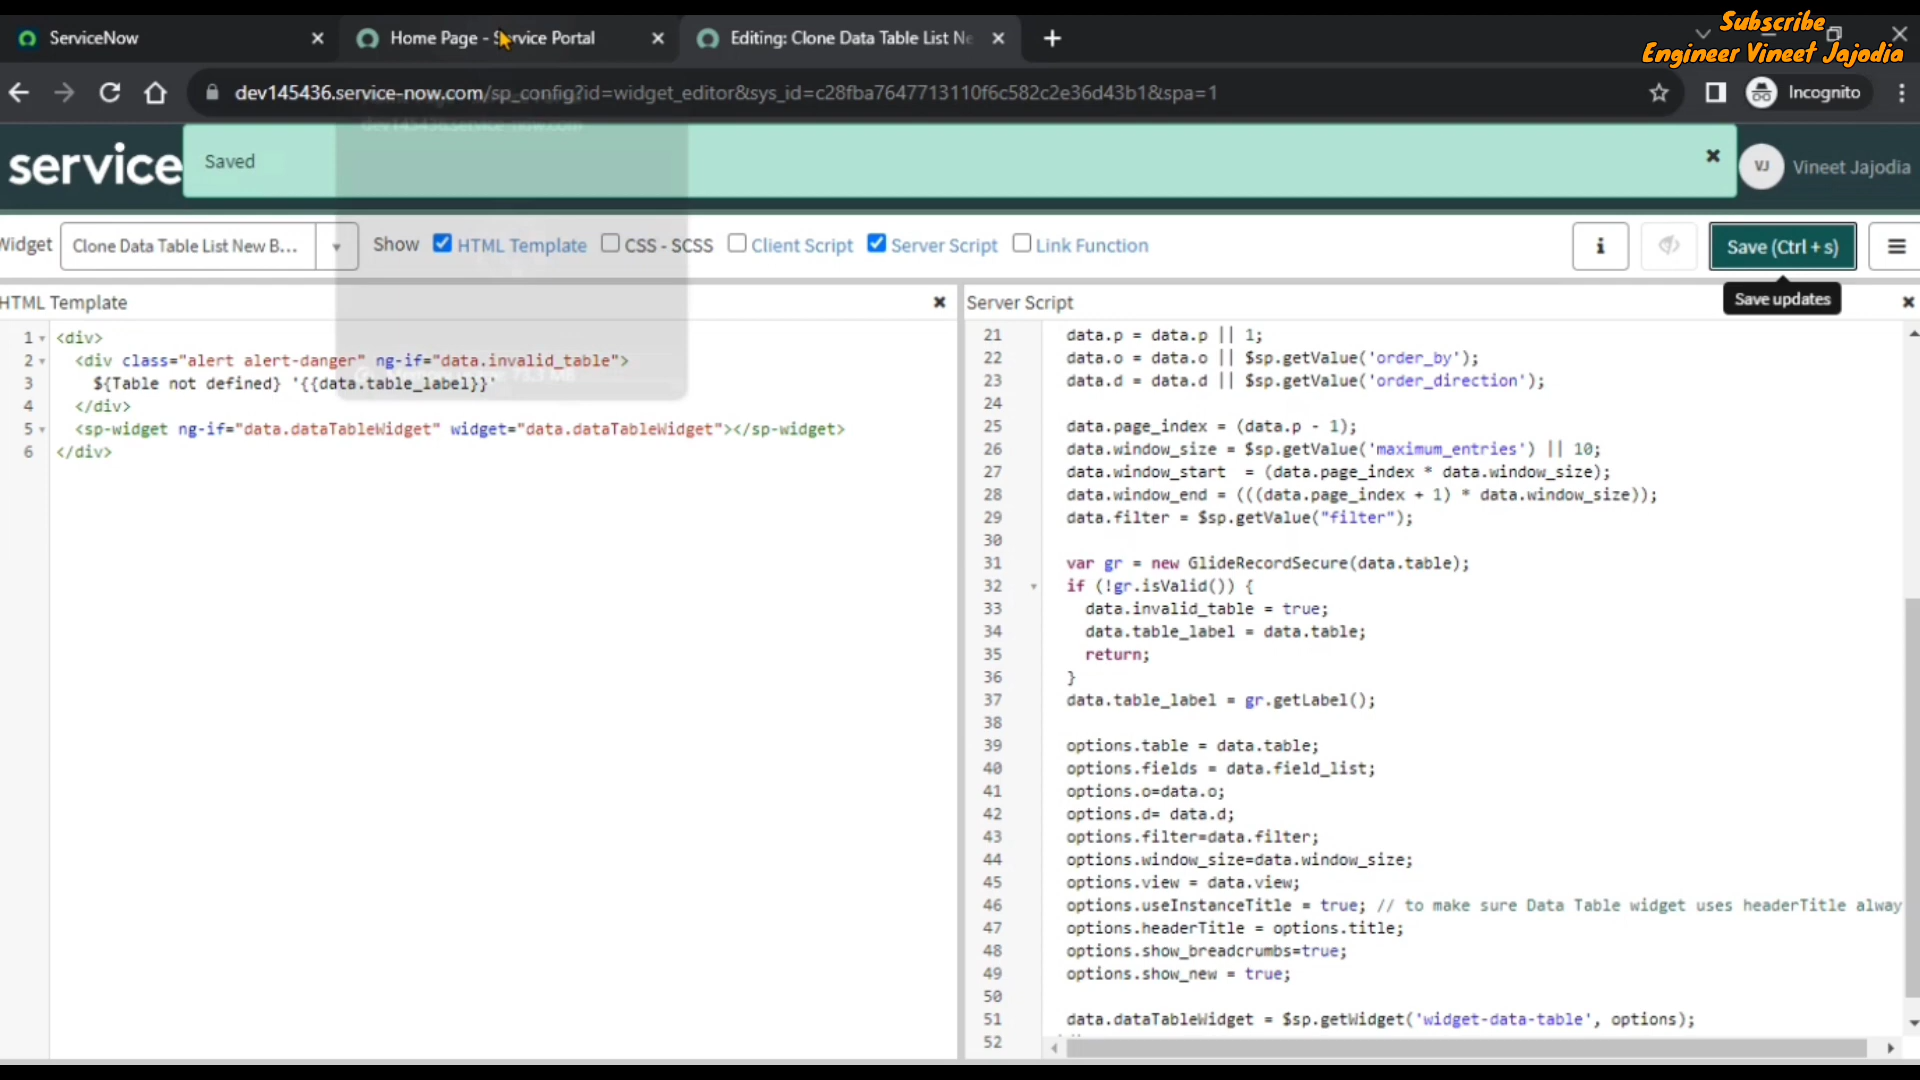 Subscribe
Engineer Vineet Jajodia
ServiceNow
Home Page - Service Portal
Editing: Clone Data Table List Ne
dev145436.service-now.com/sp_config?id=widget_editor&sys_id=c28fba7647713110f6c582c2e36d43b1&spa=1
Incognito
dev145436.service-now.com
service
Saved
VJ
Vineet Jajodia
Widget
Clone Data Table List New B...
Show
HTML Template
CSS - SCSS
Client Script
Server Script
Link Function
Save (Ctrl + s)
Save updates
HTML Template
1 <div>
2 <div class="alert alert-danger" ng-if="data.invalid_table">
3 ${Table not defined} '{{data.table_label}}'
4 </div>
5 <sp-widget ng-if="data.dataTableWidget" widget="data.dataTableWidget"></sp-widget>
6 </div>
Server Script
21 data.p = data.p || 1;
22 data.o = data.o || $sp.getValue('order_by');
23 data.d = data.d || $sp.getValue('order_direction');
24
25 data.page_index = (data.p - 1);
26 data.window_size = $sp.getValue('maximum_entries') || 10;
27 data.window_start = (data.page_index * data.window_size);
28 data.window_end = (((data.page_index + 1) * data.window_size));
29 data.filter = $sp.getValue("filter");
30
31 var gr = new GlideRecordSecure(data.table);
32 if (!gr.isValid()) {
33 data.invalid_table = true;
34 data.table_label = data.table;
35 return;
36 }
37 data.table_label = gr.getLabel();
38
39 options.table = data.table;
40 options.fields = data.field_list;
41 options.o=data.o;
42 options.d= data.d;
43 options.filter=data.filter;
44 options.window_size=data.window_size;
45 options.view = data.view;
46 options.useInstanceTitle = true; // to make sure Data Table widget uses headerTitle alway
47 options.headerTitle = options.title;
48 options.show_breadcrumbs=true;
49 options.show_new = true;
50
51 data.dataTableWidget = $sp.getWidget('widget-data-table', options);
52